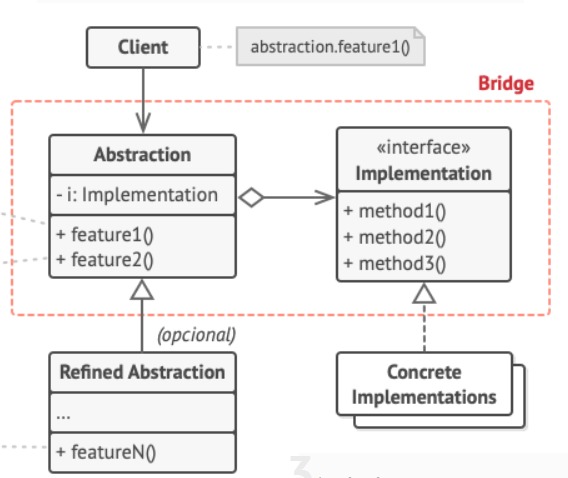 Client
abstraction.feature1()
Bridge
Abstraction
- i: Implementation
+ feature1()
+ feature2()
«interface»
Implementation
+ method1()
+ method2()
+ method3()
(opcional)
Refined Abstraction
...
+ featureN()
Concrete
Implementations
3